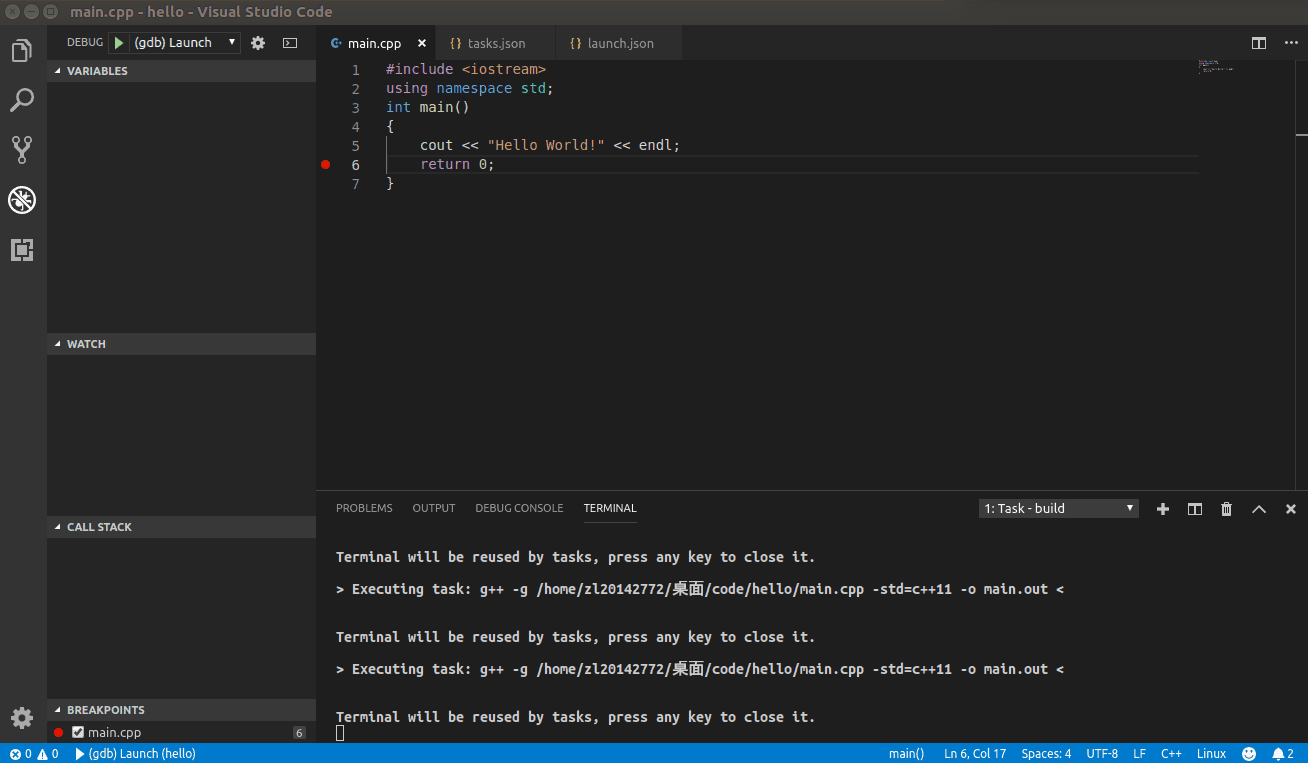 main.cpp - hello - Visual Studio Code
DEBUG (gdb) Launch
main.cpp tasks.json launch.json
VARIABLES
1 #include <iostream>
2 using namespace std;
3 int main()
4 {
5 cout << "Hello World!" << endl;
6 return 0;
7 }
WATCH
CALL STACK
BREAKPOINTS
main.cpp 6
PROBLEMS OUTPUT DEBUG CONSOLE TERMINAL 1: Task - build
Terminal will be reused by tasks, press any key to close it.
> Executing task: g++ -g /home/zl20142772/桌面/code/hello/main.cpp -std=c++11 -o main.out <
Terminal will be reused by tasks, press any key to close it.
> Executing task: g++ -g /home/zl20142772/桌面/code/hello/main.cpp -std=c++11 -o main.out <
Terminal will be reused by tasks, press any key to close it.
0 0 (gdb) Launch (hello) main() Ln 6, Col 17 Spaces: 4 UTF-8 LF C++ Linux 2